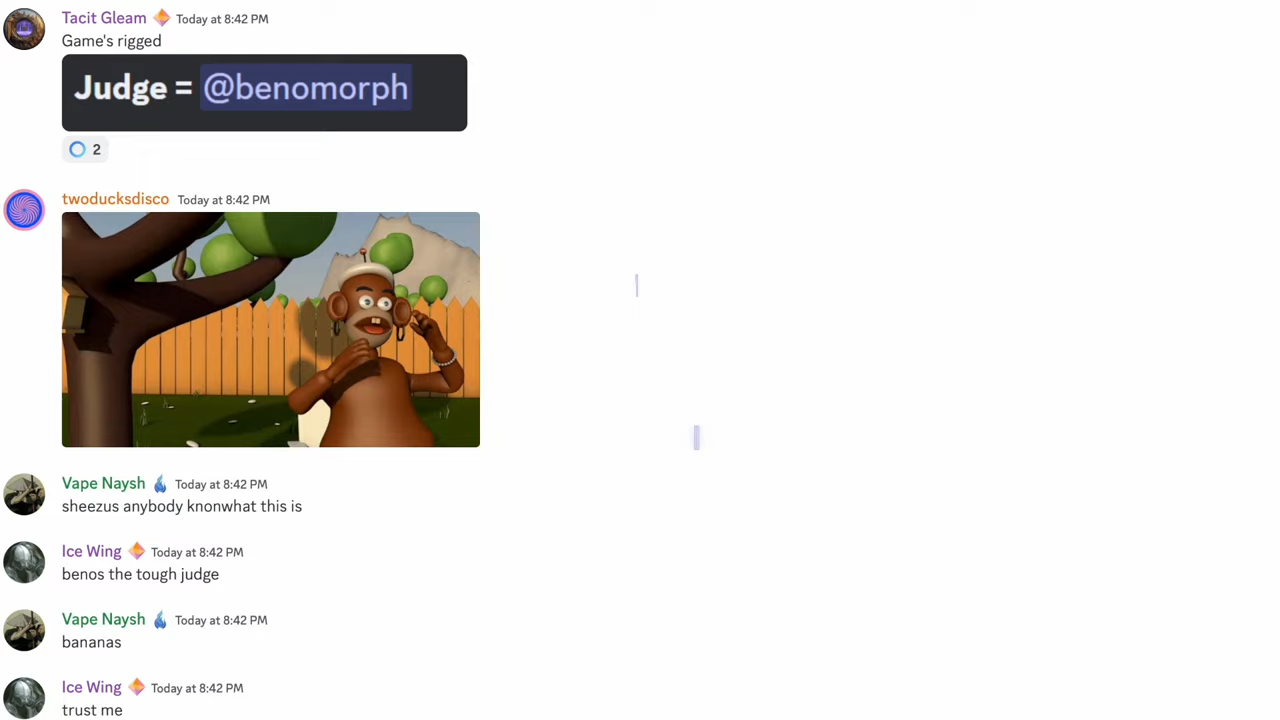 Tacit Gleam Today at 8:42 PM
Game's rigged
Judge = @benomorph
2
twoducksdisco Today at 8:42 PM
Vape Naysh Today at 8:42 PM
sheezus anybody knonwhat this is
Ice Wing Today at 8:42 PM
benos the tough judge
Vape Naysh Today at 8:42 PM
bananas
Ice Wing Today at 8:42 PM
trust me